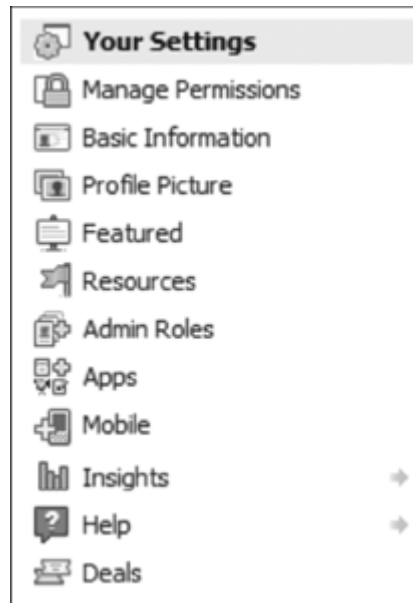 Your Settings
Manage Permissions
Basic Information
Profile Picture
Featured
Resources
Admin Roles
Apps
Mobile
Insights
Help
Deals